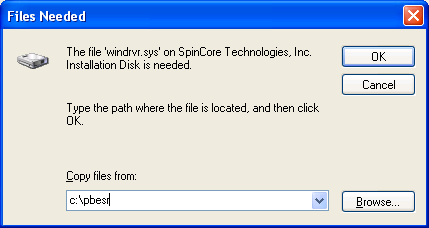 Files Needed
The file 'windrvr.sys' on SpinCore Technologies, Inc.
Installation Disk is needed.
OK
Cancel
Type the path where the file is located, and then click
OK.
Copy files from:
c:\pbesr
Browse...